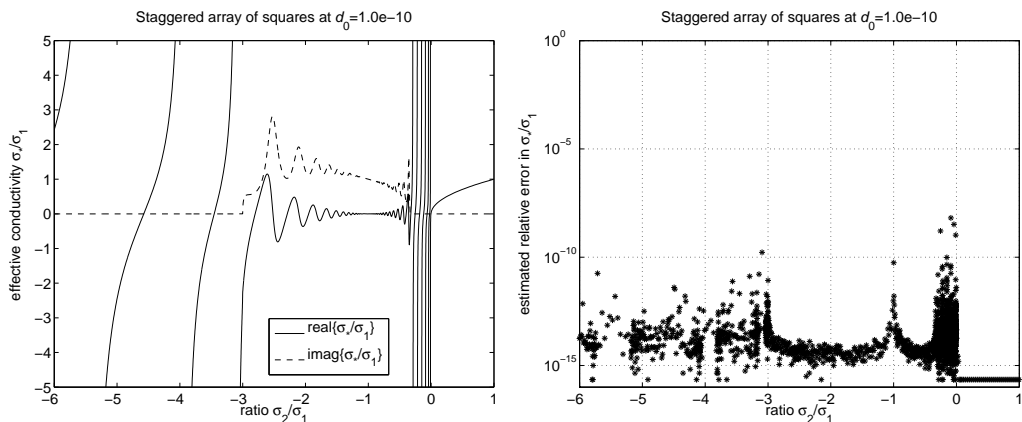 Staggered array of squares at d₀=1.0e−10
5
4
3
2
1
0
−1
−2
−3
−4
−5
effective conductivity σ*/σ₁
real{σ*/σ₁}
imag{σ*/σ₁}
−6 −5 −4 −3 −2 −1 0 1
ratio σ₂/σ₁
Staggered array of squares at d₀=1.0e−10
10⁰
10⁻⁵
10⁻¹⁰
10⁻¹⁵
estimated relative error in σ*/σ₁
−6 −5 −4 −3 −2 −1 0 1
ratio σ₂/σ₁